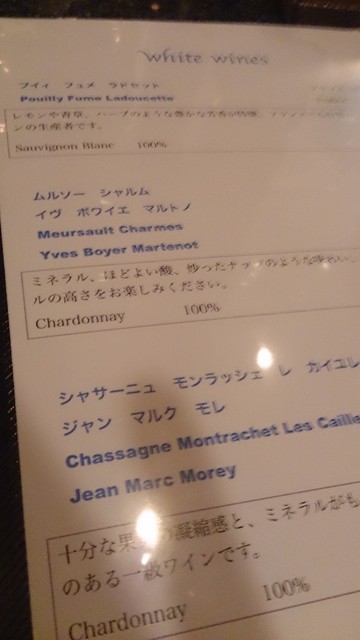 White wines
プイィ フュメ ラドセット
Pouilly Fume Ladoucette
レモンや青草、ハーブのような豊かな芳香が特徴、
ンの生産者です。
Sauvignon Blanc 100%
ムルソー シャルム
イヴ ボワイエ マルトノ
Meursault Charmes
Yves Boyer Martenot
ミネラル、ほどよい酸、炒ったナッツのような
ルの高さをお楽しみください。
Chardonnay 100%
シャサーニュ モンラッシェ レ カイユレ
ジャン マルク モレ
Chassagne Montrachet Les Caille
Jean Marc Morey
十分な果 凝縮感と、ミネラルがも
のある一級ワインです。
Chardonnay 100%